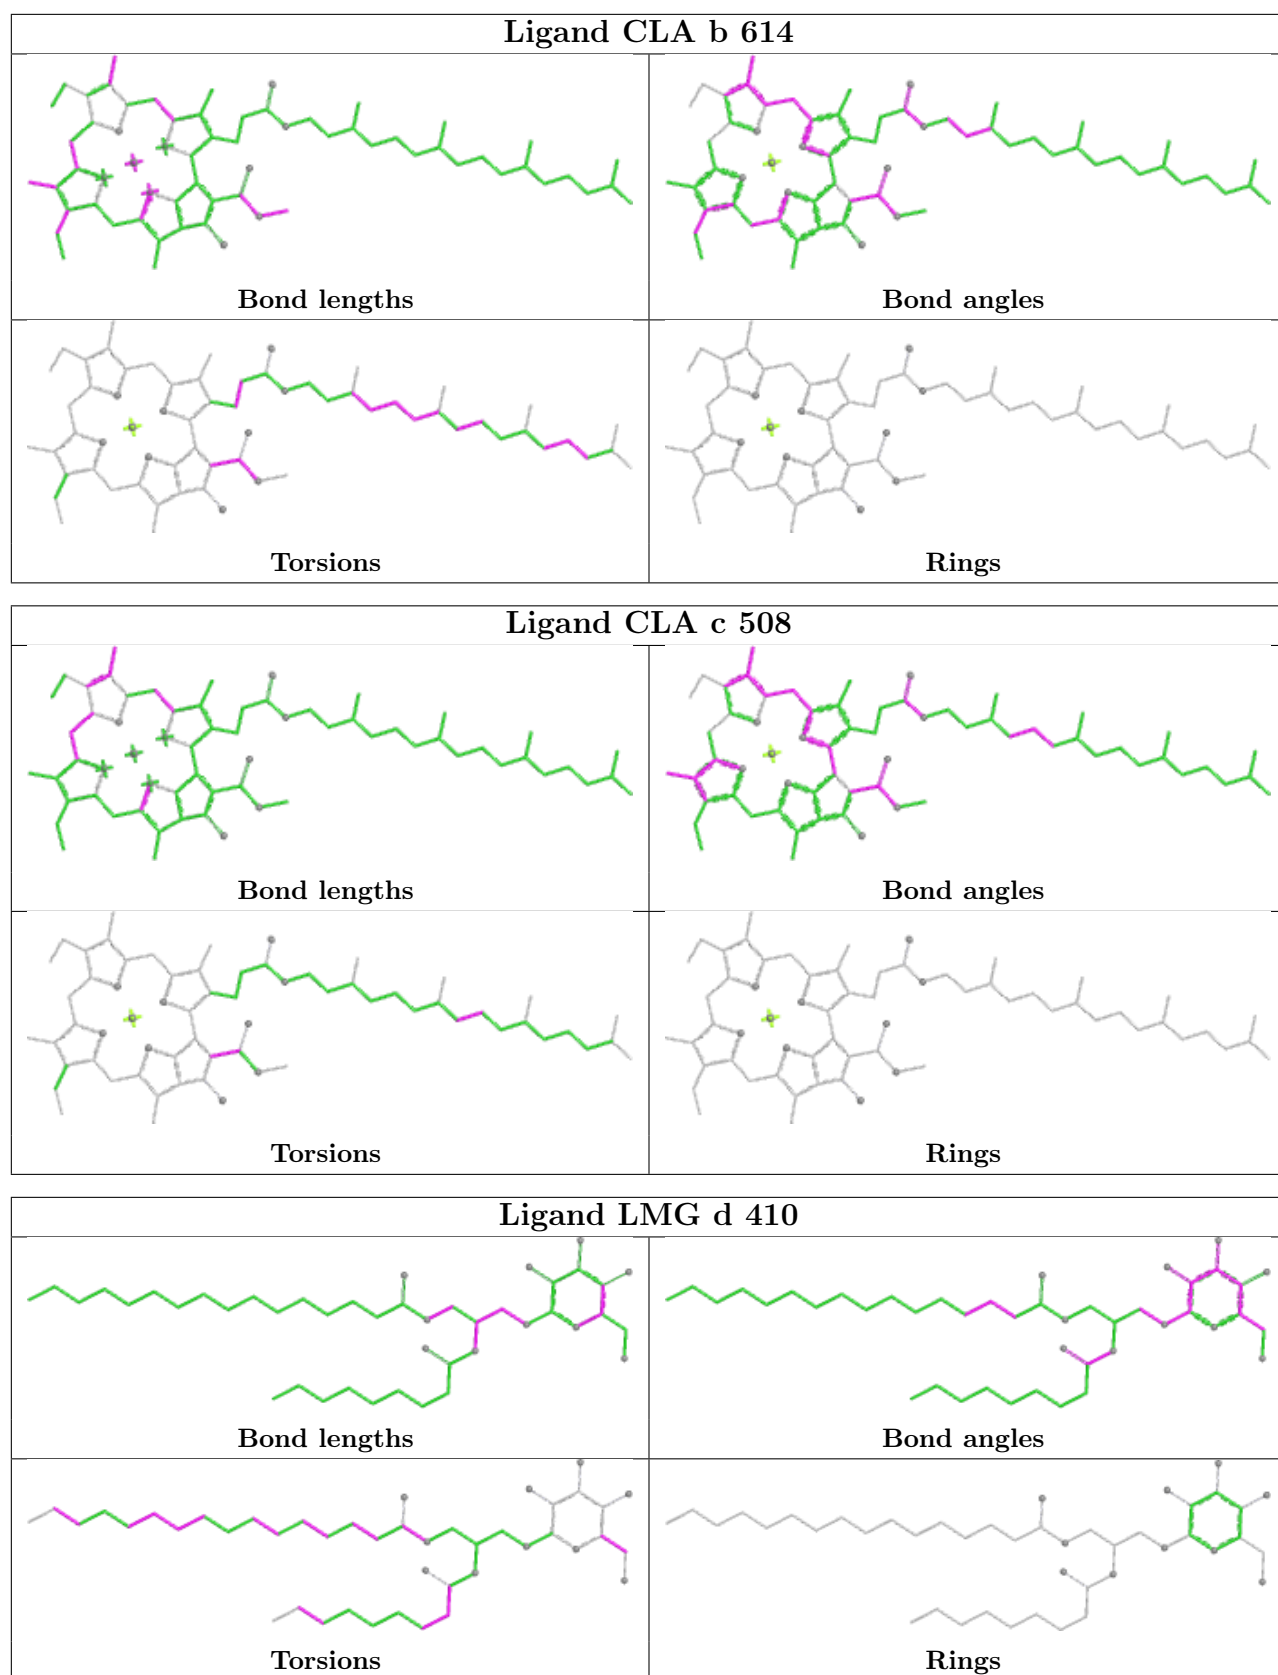 Ligand CLA b 614
Bond lengths
Bond angles
Torsions
Rings
Ligand CLA c 508
Bond lengths
Bond angles
Torsions
Rings
Ligand LMG d 410
Bond lengths
Bond angles
Torsions
Rings